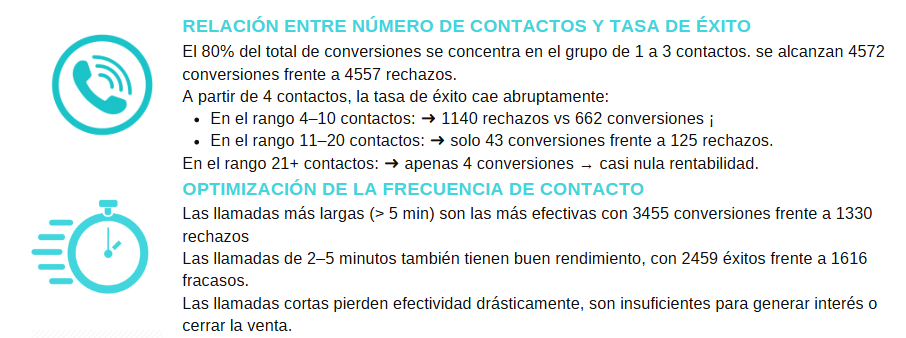 RELACIÓN ENTRE NÚMERO DE CONTACTOS Y TASA DE ÉXITO
El 80% del total de conversiones se concentra en el grupo de 1 a 3 contactos. se alcanzan 4572
conversiones frente a 4557 rechazos.
A partir de 4 contactos, la tasa de éxito cae abruptamente:
• En el rango 4–10 contactos: ➜ 1140 rechazos vs 662 conversiones ¡
• En el rango 11–20 contactos: ➜ solo 43 conversiones frente a 125 rechazos.
En el rango 21+ contactos: ➜ apenas 4 conversiones → casi nula rentabilidad.
OPTIMIZACIÓN DE LA FRECUENCIA DE CONTACTO
Las llamadas más largas (> 5 min) son las más efectivas con 3455 conversiones frente a 1330
rechazos
Las llamadas de 2–5 minutos también tienen buen rendimiento, con 2459 éxitos frente a 1616
fracasos.
Las llamadas cortas pierden efectividad drásticamente, son insuficientes para generar interés o
cerrar la venta.